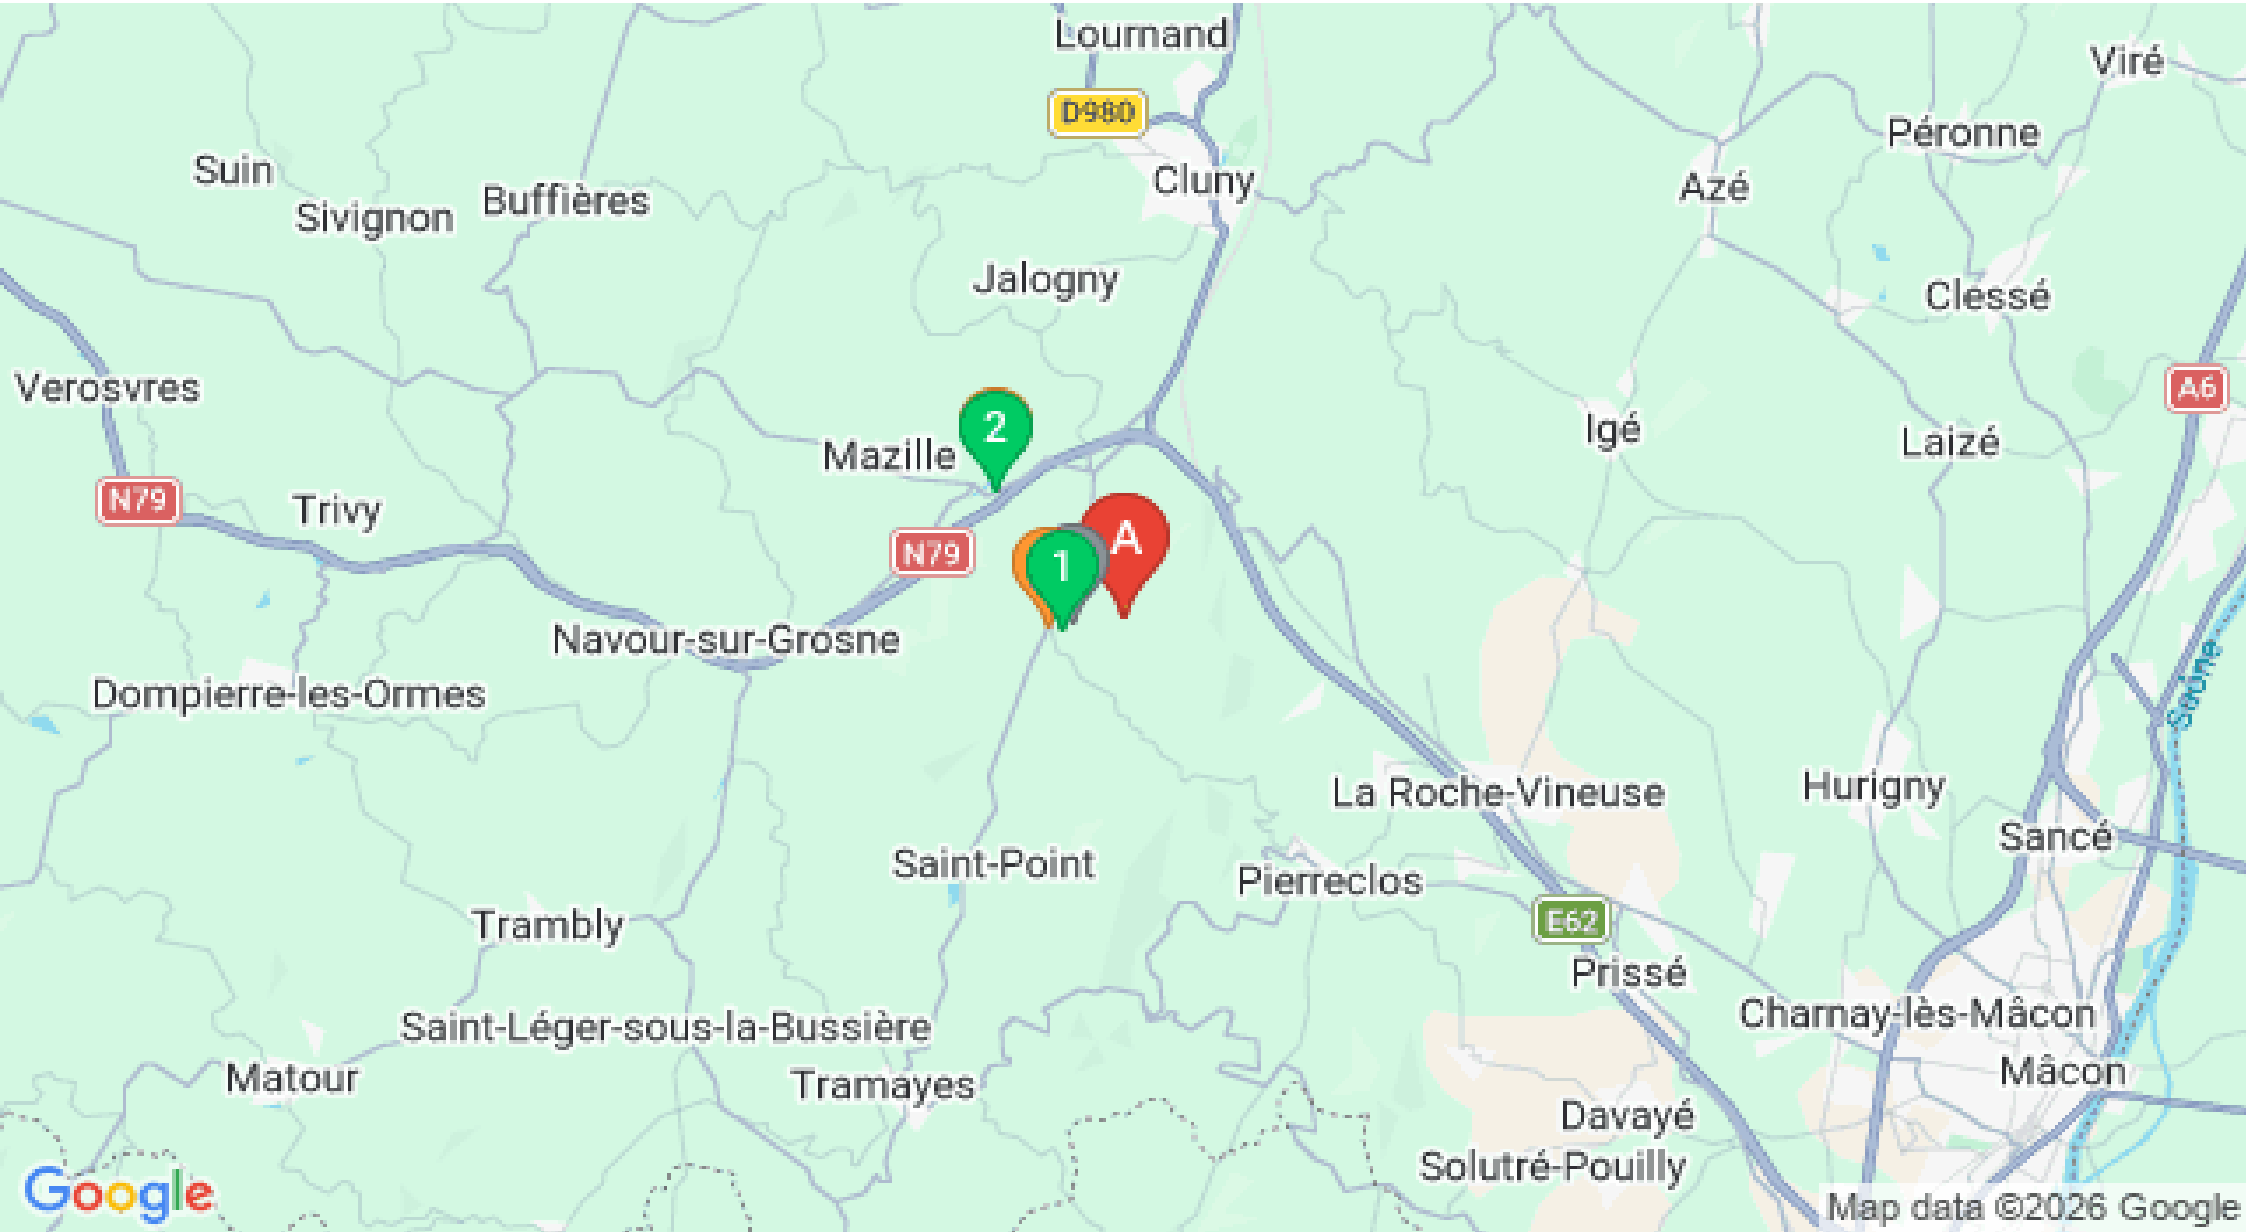 Lournand
Viré
D980
Péronne
Suin
Cluny
Azé
Buffières
Sivignon
Jalogny
Clessé
Verosvres
A6
2
Igé
Laizé
Mazille
N79
Trivy
A
N79
1
Navour-sur-Grosne
Saône
Dompierre-les-Ormes
La Roche-Vineuse
Hurigny
Sancé
Saint-Point
Pierreclos
Trambly
E62
Prissé
Charnay-lès-Mâcon
Saint-Léger-sous-la-Bussière
Mâcon
Matour
Tramayes
Davayé
Solutré-Pouilly
Google
Map data ©2026 Google